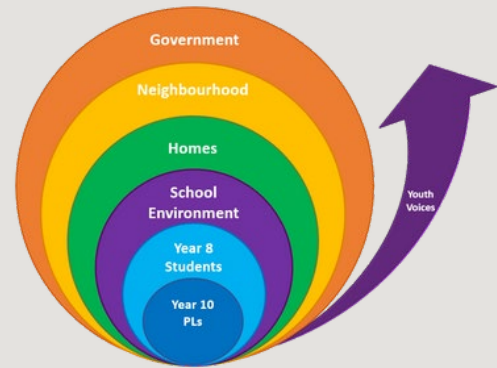 Government
Neighbourhood
Homes
School
Environment
Year 8
Students
Year 10
PLs
Youth
Voices